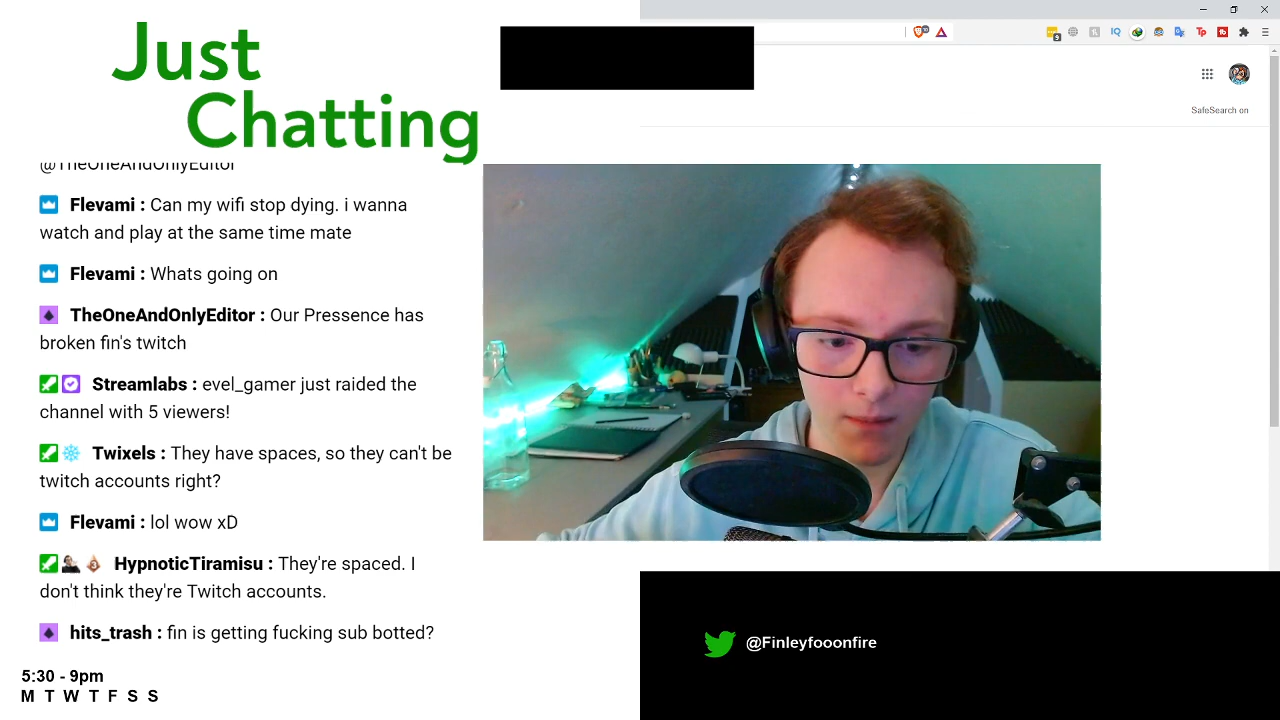 Just
Chatting
@TheOneAndOnlyEditor
Flevami : Can my wifi stop dying. i wanna
watch and play at the same time mate
Flevami : Whats going on
TheOneAndOnlyEditor : Our Pressence has
broken fin's twitch
Streamlabs : evel_gamer just raided the
channel with 5 viewers!
Twixels : They have spaces, so they can't be
twitch accounts right?
Flevami : lol wow xD
HypnoticTiramisu : They're spaced. I
don't think they're Twitch accounts.
hits_trash : fin is getting fucking sub botted?
5:30 - 9pm
M T W T F S S
IQ
Tp
SafeSearch on
@Finleyfooonfire